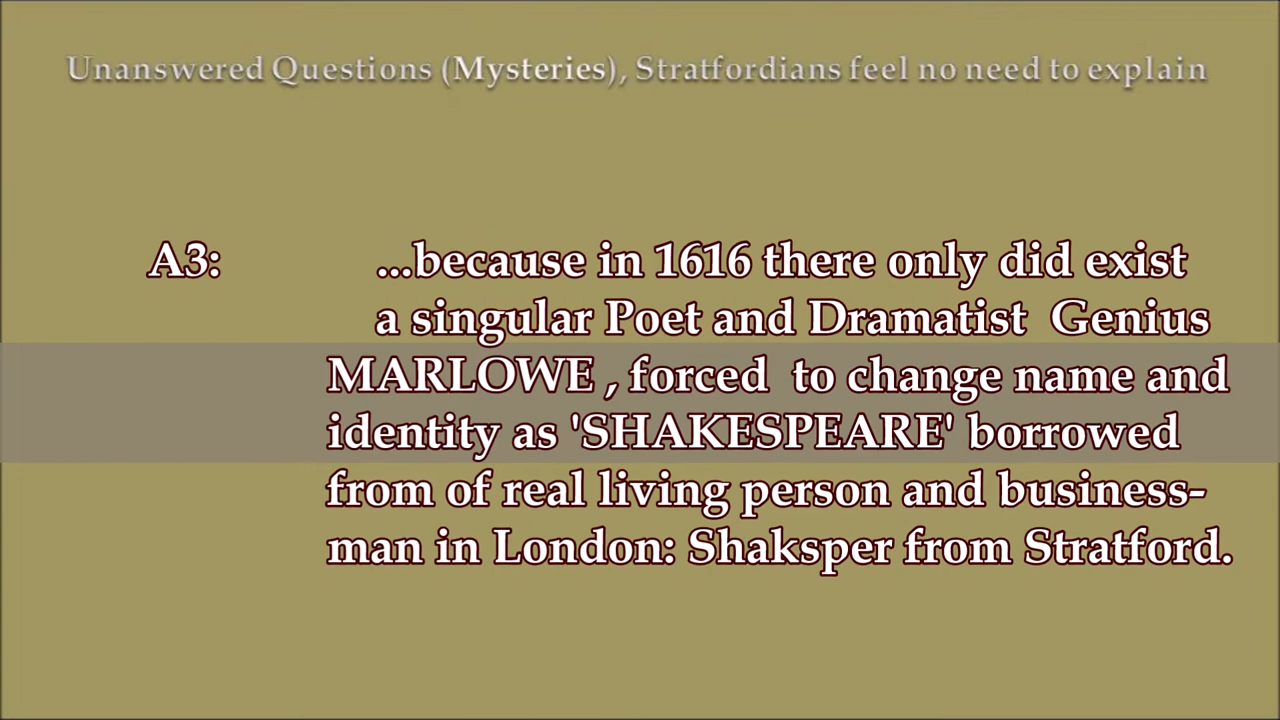 Unanswered Questions (Mysteries), Stratfordians feel no need to explain
A3: ...because in 1616 there only did exist
a singular Poet and Dramatist Genius
MARLOWE , forced to change name and
identity as 'SHAKESPEARE' borrowed
from of real living person and business-
man in London: Shaksper from Stratford.